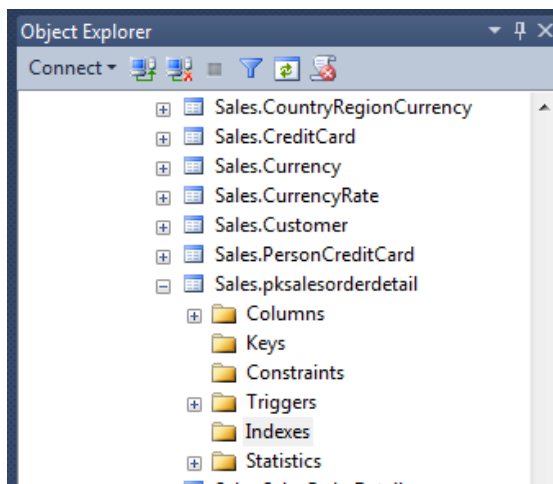 Object Explorer
Connect
Sales.CountryRegionCurrency
Sales.CreditCard
Sales.Currency
Sales.CurrencyRate
Sales.Customer
Sales.PersonCreditCard
Sales.pksalesorderdetail
Columns
Keys
Constraints
Triggers
Indexes
Statistics